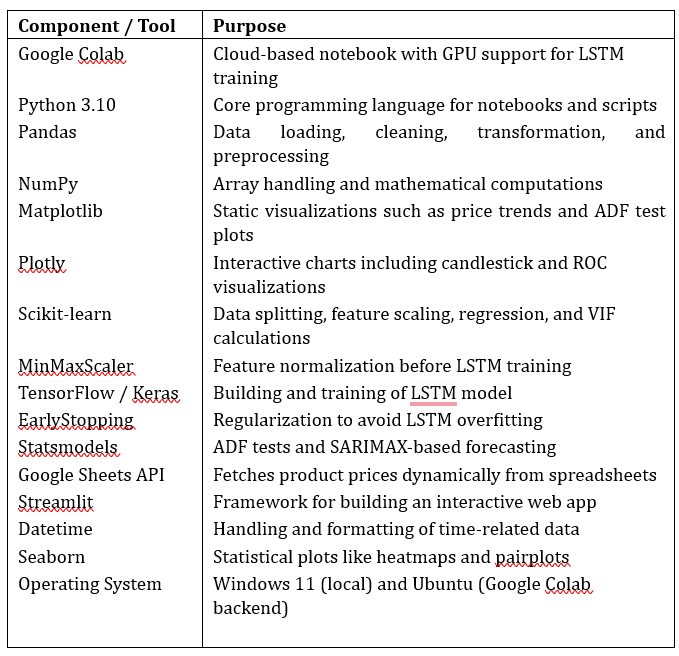 Component / Tool Purpose
Google Colab Cloud-based notebook with GPU support for LSTM
training
Python 3.10 Core programming language for notebooks and scripts
Pandas Data loading, cleaning, transformation, and
preprocessing
NumPy Array handling and mathematical computations
Matplotlib Static visualizations such as price trends and ADF test
plots
Plotly Interactive charts including candlestick and ROC
visualizations
Scikit-learn Data splitting, feature scaling, regression, and VIF
calculations
MinMaxScaler Feature normalization before LSTM training
TensorFlow / Keras Building and training of LSTM model
EarlyStopping Regularization to avoid LSTM overfitting
Statsmodels ADF tests and SARIMAX-based forecasting
Google Sheets API Fetches product prices dynamically from spreadsheets
Streamlit Framework for building an interactive web app
Datetime Handling and formatting of time-related data
Seaborn Statistical plots like heatmaps and pairplots
Operating System Windows 11 (local) and Ubuntu (Google Colab
backend)